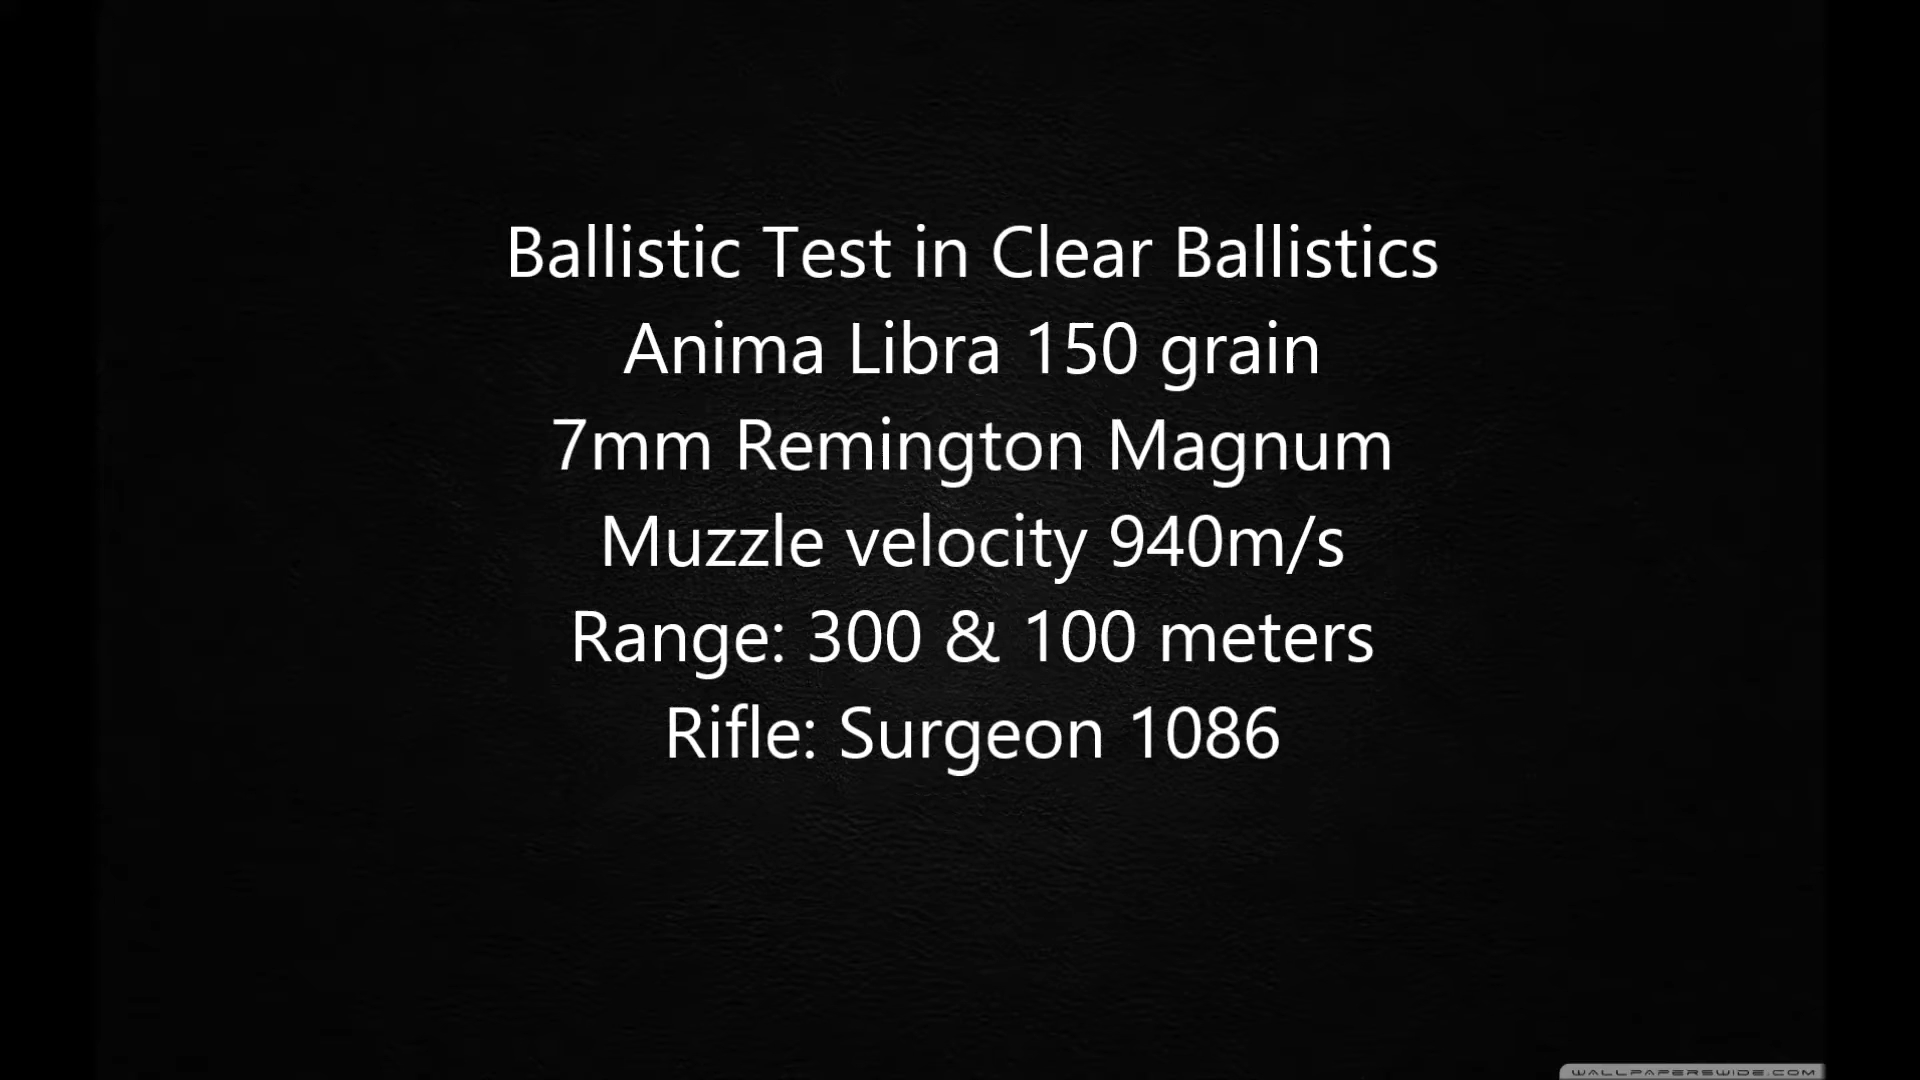 Ballistic Test in Clear Ballistics
Anima Libra 150 grain
7mm Remington Magnum
Muzzle velocity 940m/s
Range: 300 & 100 meters
Rifle: Surgeon 1086
WALLPAPERSWIDE.COM